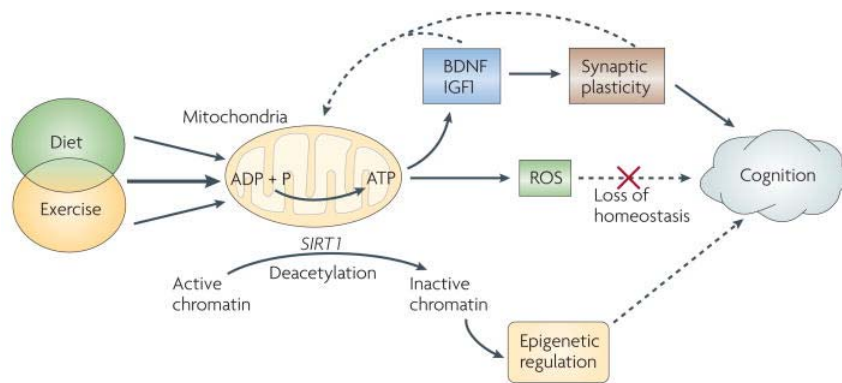 BDNF
IGF1
Synaptic
plasticity
Mitochondria
Diet
Exercise
ADP + P
ATP
ROS
Loss of
homeostasis
Cognition
SIRT1
Deacetylation
Active
chromatin
Inactive
chromatin
Epigenetic
regulation